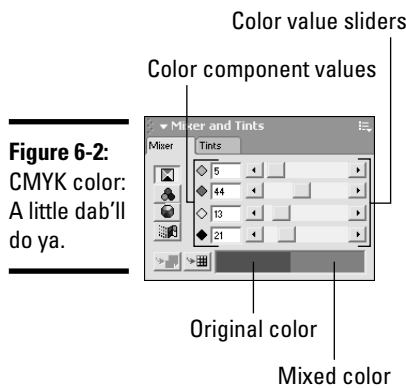 Color value sliders
Color component values
Figure 6-2:
CMYK color:
A little dab'll
do ya.
Mixer and Tints
Mixer Tints
5
44
13
21
Original color
Mixed color